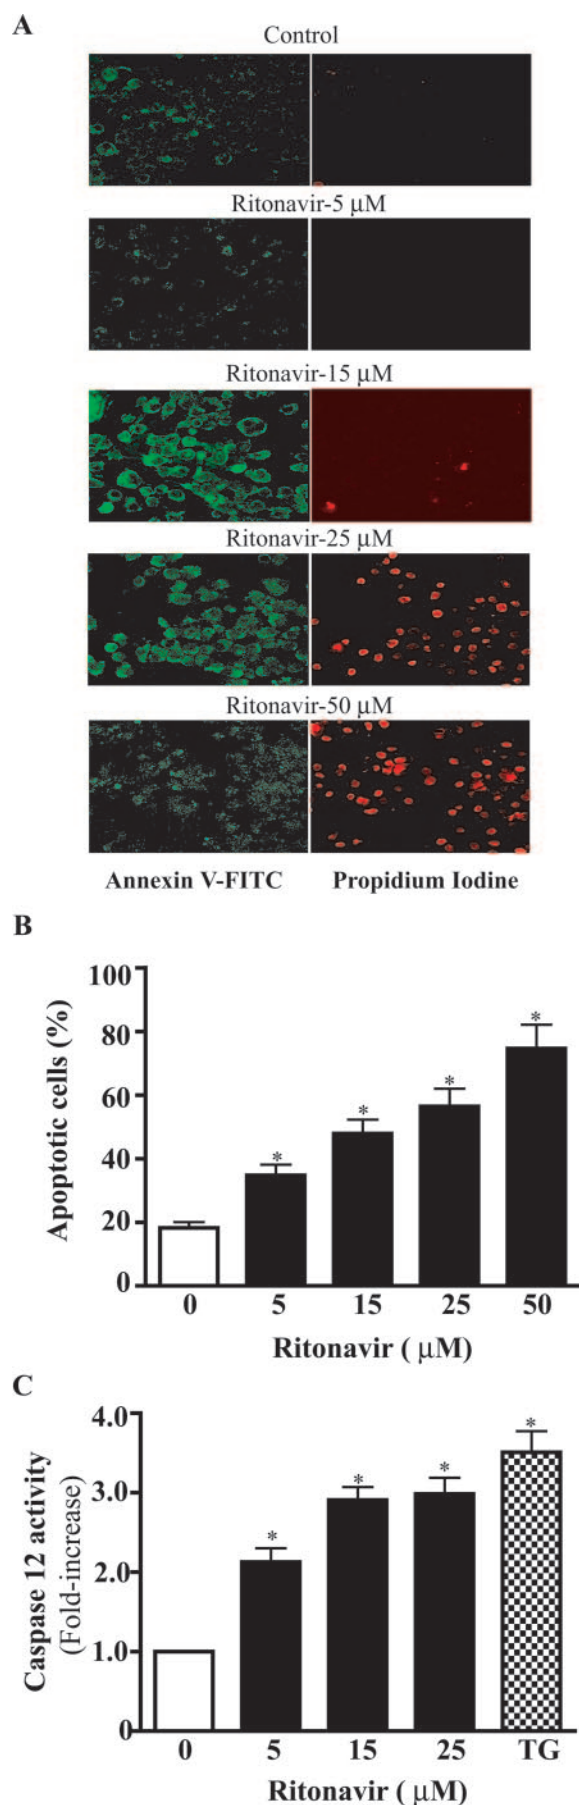 A
Control
Ritonavir-5 μM
Ritonavir-15 μM
Ritonavir-25 μM
Ritonavir-50 μM
Annexin V-FITC Propidium Iodine
B
Apoptotic cells (%)
100
80
60
40
20
0
* * * *
0 5 15 25 50
Ritonavir ( μM)
C
Caspase 12 activity
(Fold-increase)
4.0
3.0
2.0
1.0
0
* * * *
0 5 15 25 TG
Ritonavir ( μM)